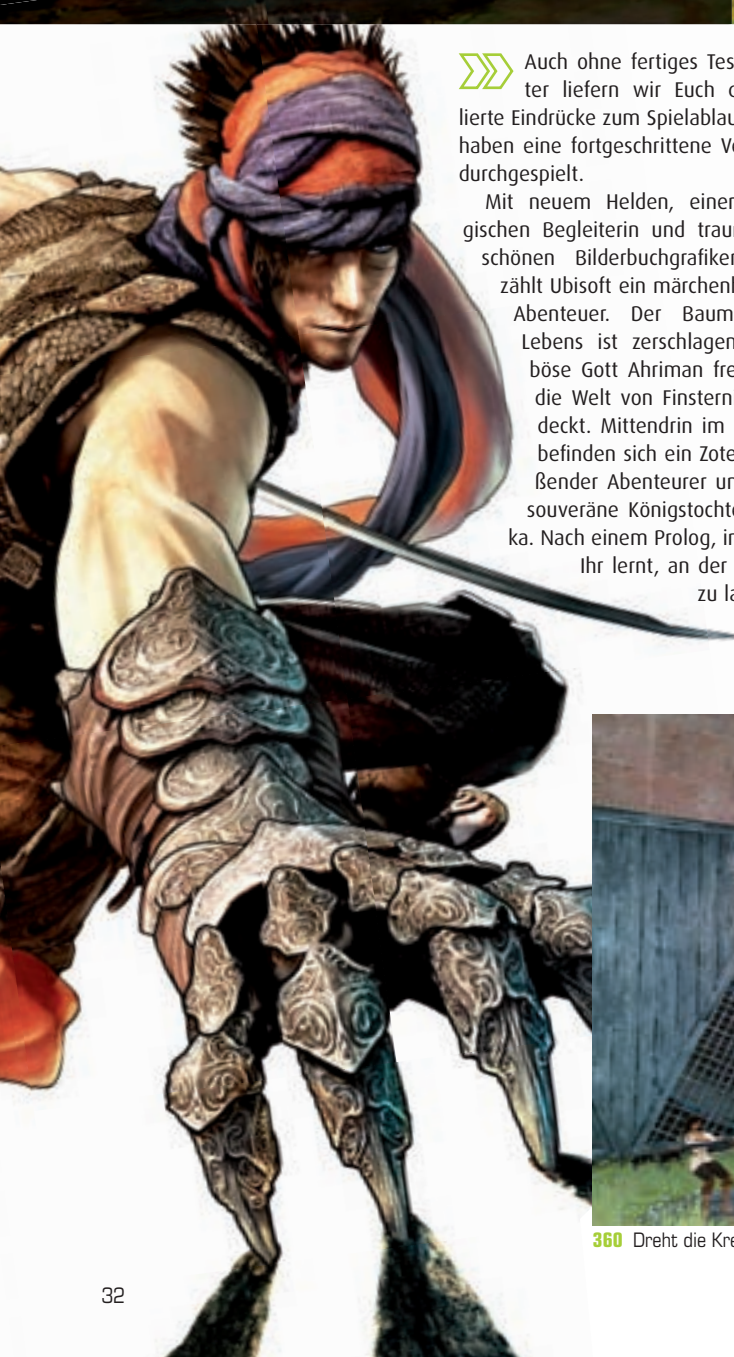 Auch ohne fertiges Tes
ter liefern wir Euch
lierte Eindrücke zum Spielablau
haben eine fortgeschrittene
durchgespielt.
Mit neuem Helden, einer
gischen Begleiterin und trau
schönen Bilderbuchgrafiken
zählt Ubisoft ein märchen
Abenteuer. Der Baum
Lebens ist zerschlagen
böse Gott Ahriman fre
die Welt von Finstern
deckt. Mittendrin im
befinden sich ein Zote
ßender Abenteurer un
souveräne Königstocht
ka. Nach einem Prolog, in
Ihr lernt, an der
zu la
360 Dreht die Kre
32